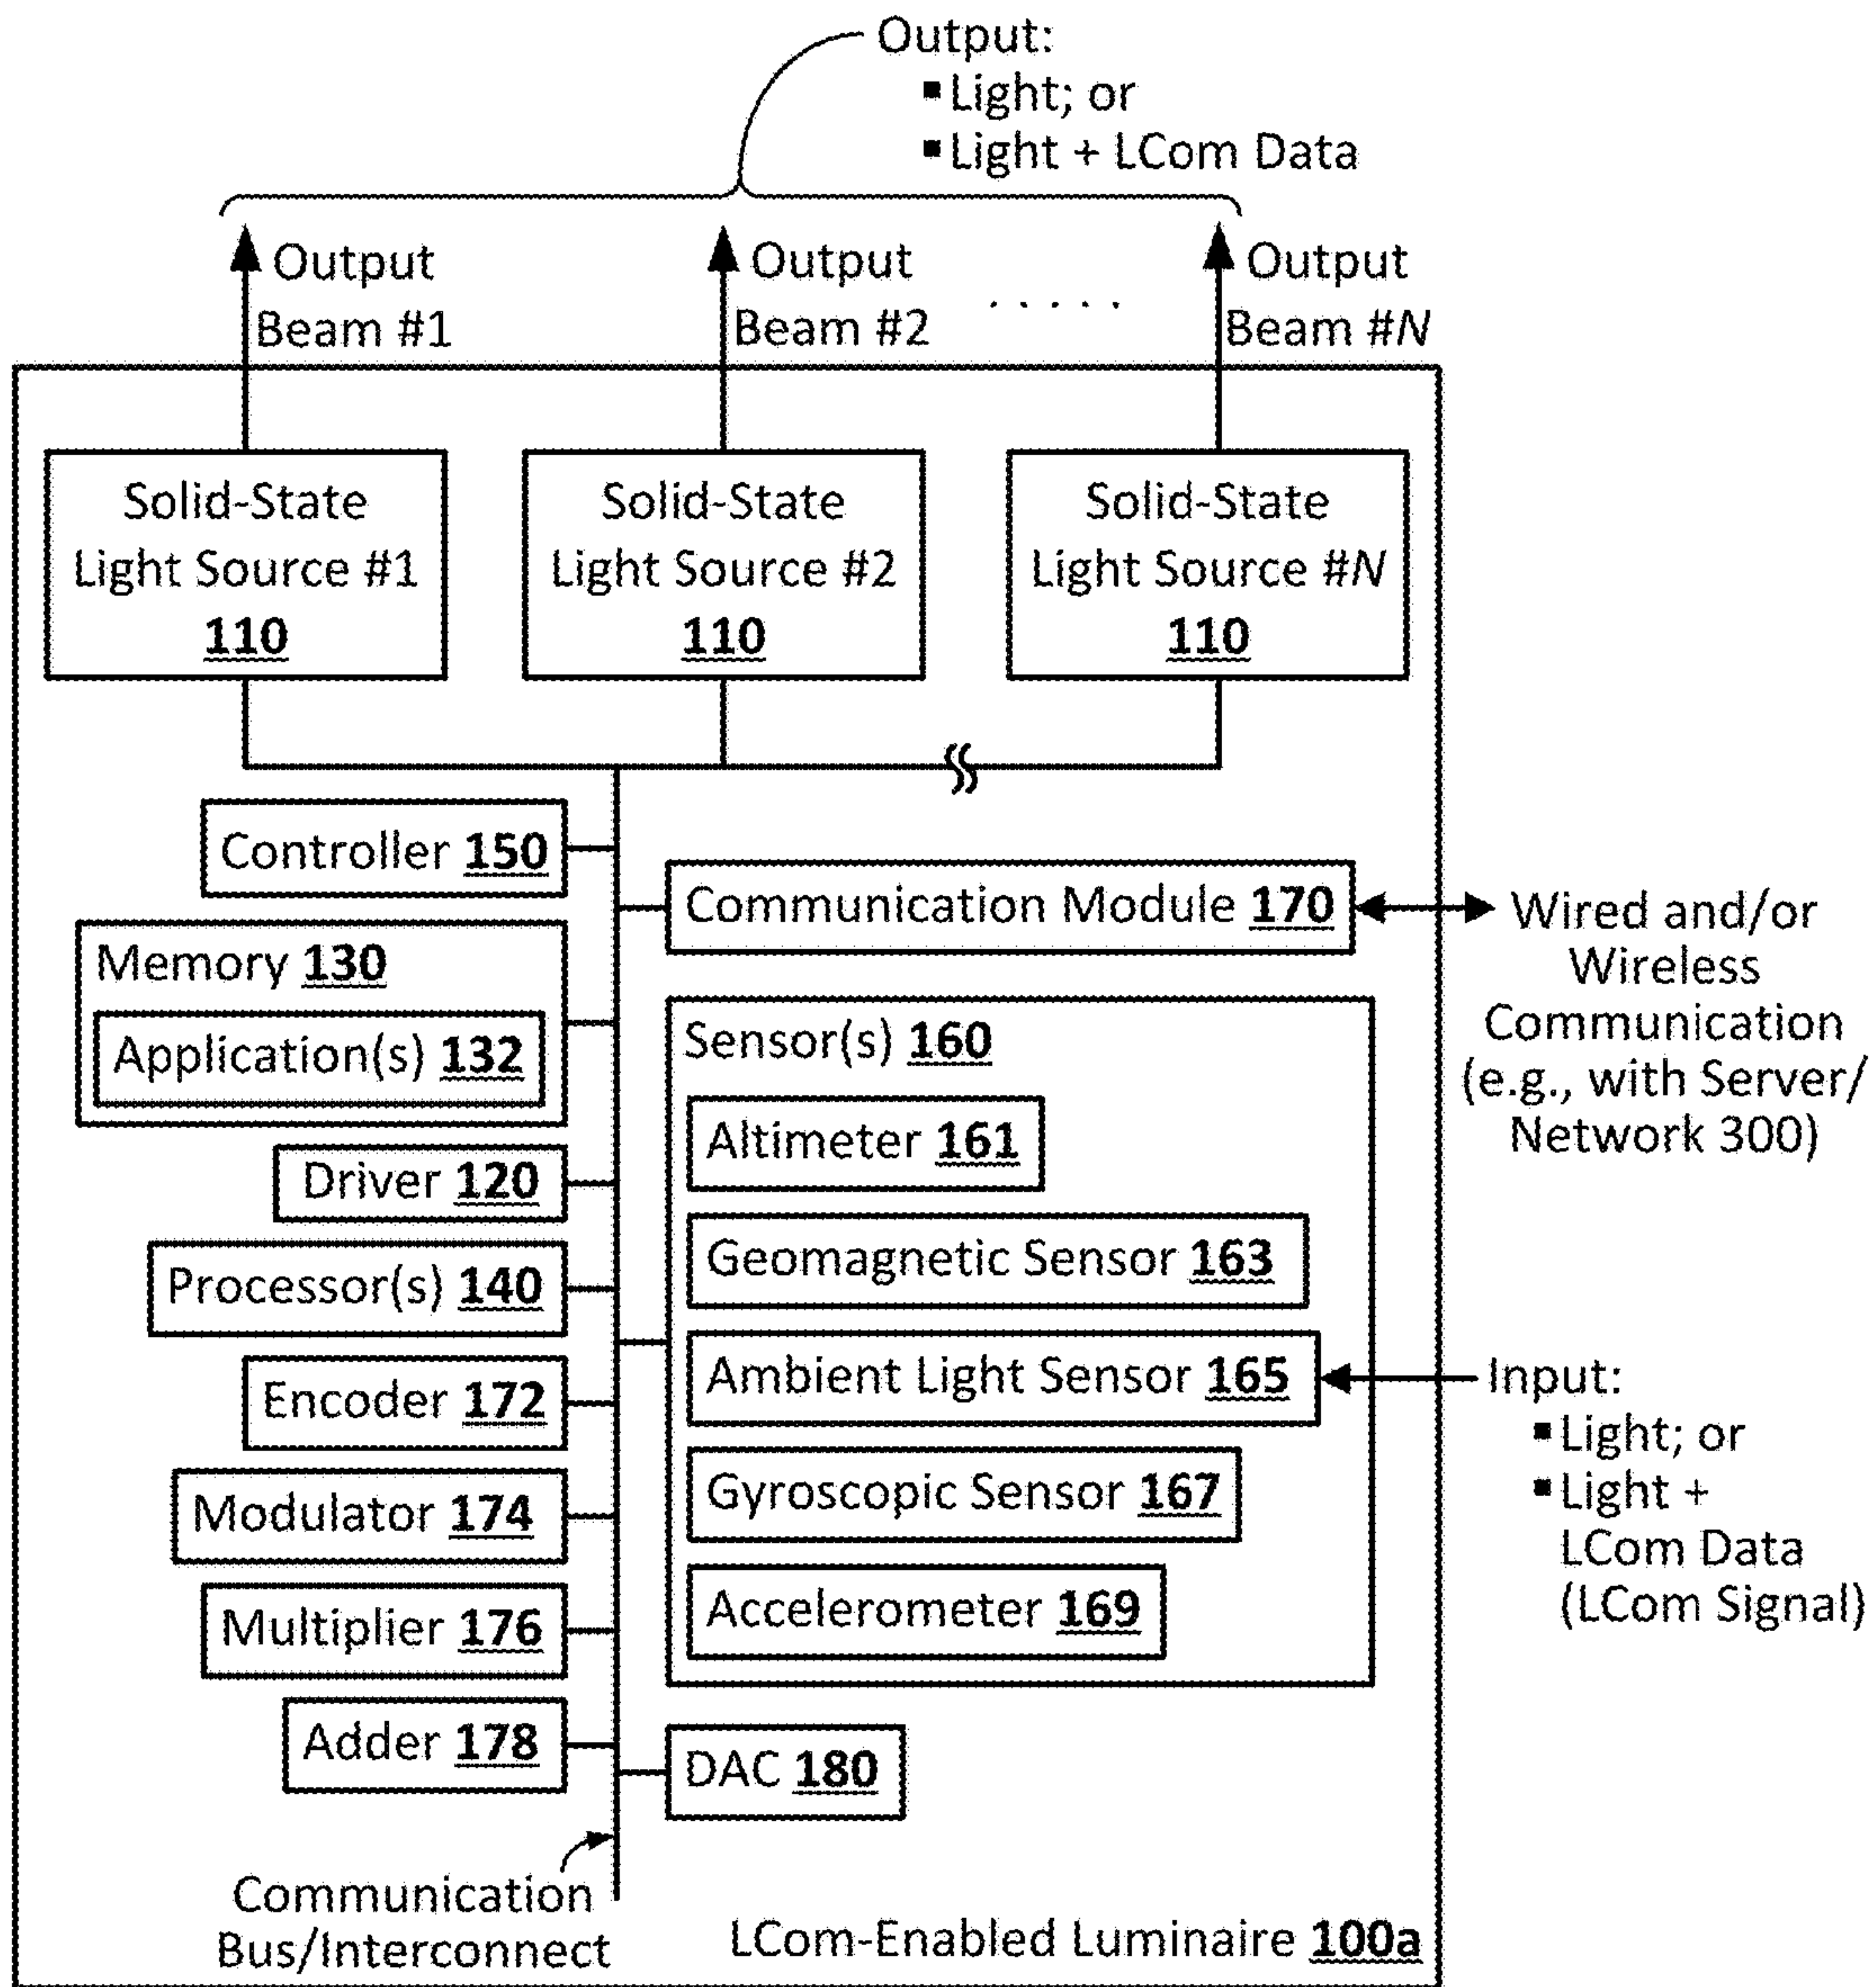 Output:
▪ Light; or
▪ Light + LCom Data
Output
Beam #1
Output
Beam #2
. . . . .
Output
Beam #N
Solid-State
Light Source #1
110
Solid-State
Light Source #2
110
Solid-State
Light Source #N
110
Controller 150
Memory 130
Application(s) 132
Driver 120
Processor(s) 140
Encoder 172
Modulator 174
Multiplier 176
Adder 178
Communication
Bus/Interconnect
Communication Module 170
Wired and/or
Wireless
Communication
(e.g., with Server/
Network 300)
Sensor(s) 160
Altimeter 161
Geomagnetic Sensor 163
Ambient Light Sensor 165
Gyroscopic Sensor 167
Accelerometer 169
Input:
▪ Light; or
▪ Light +
LCom Data
(LCom Signal)
DAC 180
LCom-Enabled Luminaire 100a